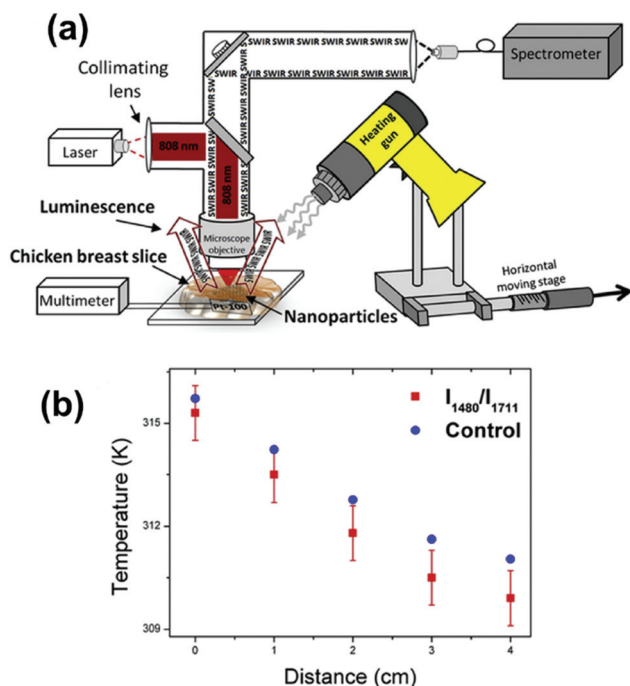 (a)
SWIR SWIR SWIR SWIR SWIR SW
SWIR
SWIR SWIR SWIR SWIR SWIR
Spectrometer
Collimating
lens
Laser
808 nm
808 nm
Heating
gun
Luminescence
Microscope
objective
Chicken breast slice
Multimeter
Pt-100
Nanoparticles
Horizontal
moving stage
(b)
I1480/I1711
Control
Temperature (K)
315
312
309
0 1 2 3 4
Distance (cm)